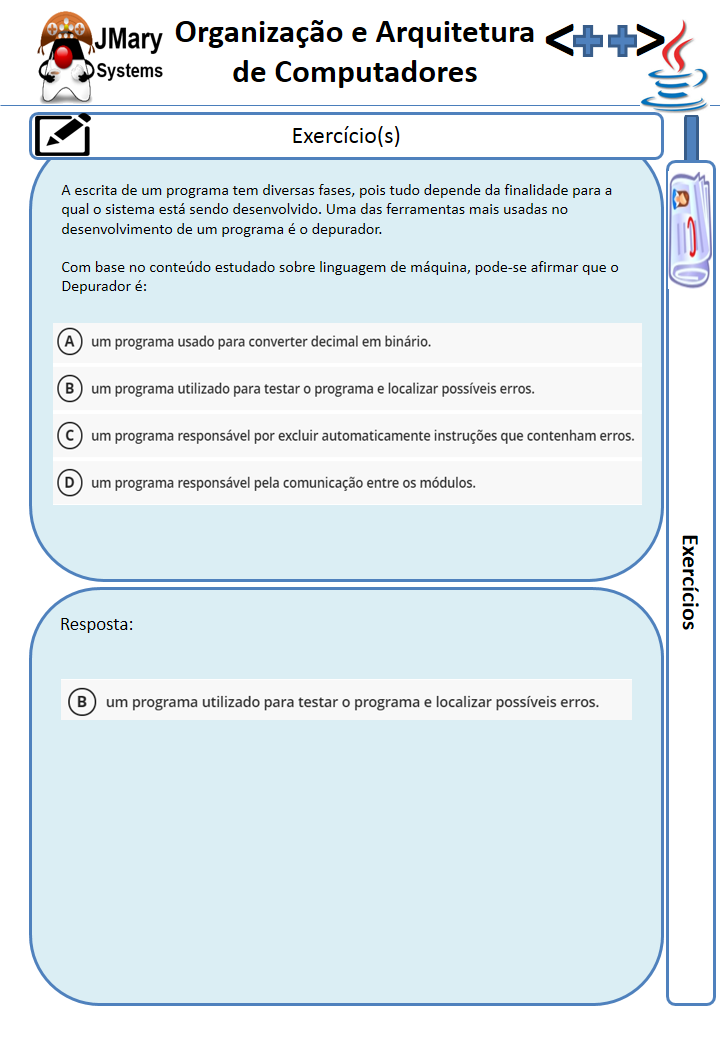 JMary
Systems
Organização e Arquitetura
de Computadores
<++>
Exercício(s)
A escrita de um programa tem diversas fases, pois tudo depende da finalidade para a
qual o sistema está sendo desenvolvido. Uma das ferramentas mais usadas no
desenvolvimento de um programa é o depurador.
Com base no conteúdo estudado sobre linguagem de máquina, pode-se afirmar que o
Depurador é:
A um programa usado para converter decimal em binário.
B um programa utilizado para testar o programa e localizar possíveis erros.
C um programa responsável por excluir automaticamente instruções que contenham erros.
D um programa responsável pela comunicação entre os módulos.
Exercícios
Resposta:
B um programa utilizado para testar o programa e localizar possíveis erros.